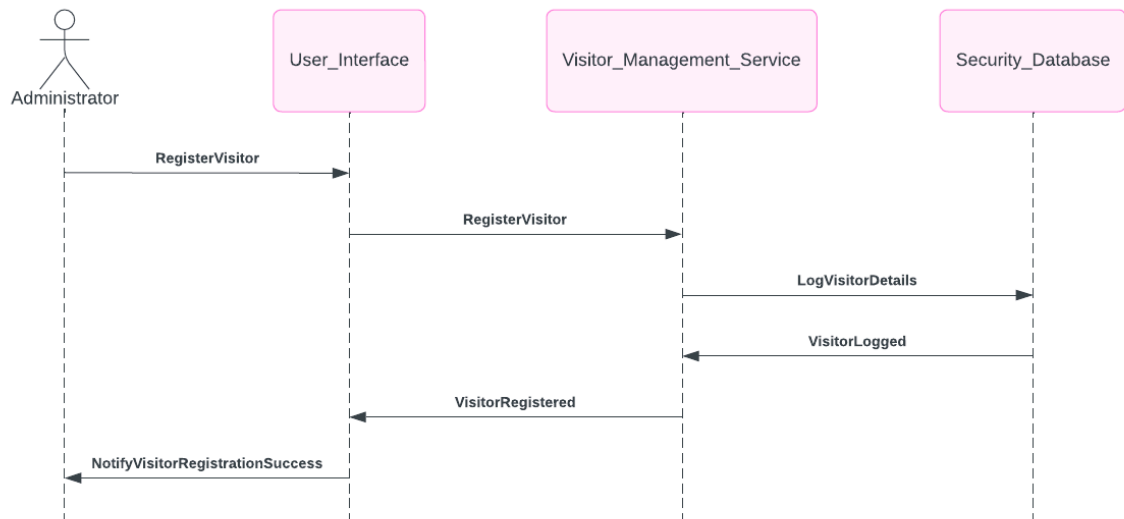 Administrator
User_Interface
Visitor_Management_Service
Security_Database
RegisterVisitor
RegisterVisitor
LogVisitorDetails
VisitorLogged
VisitorRegistered
NotifyVisitorRegistrationSuccess